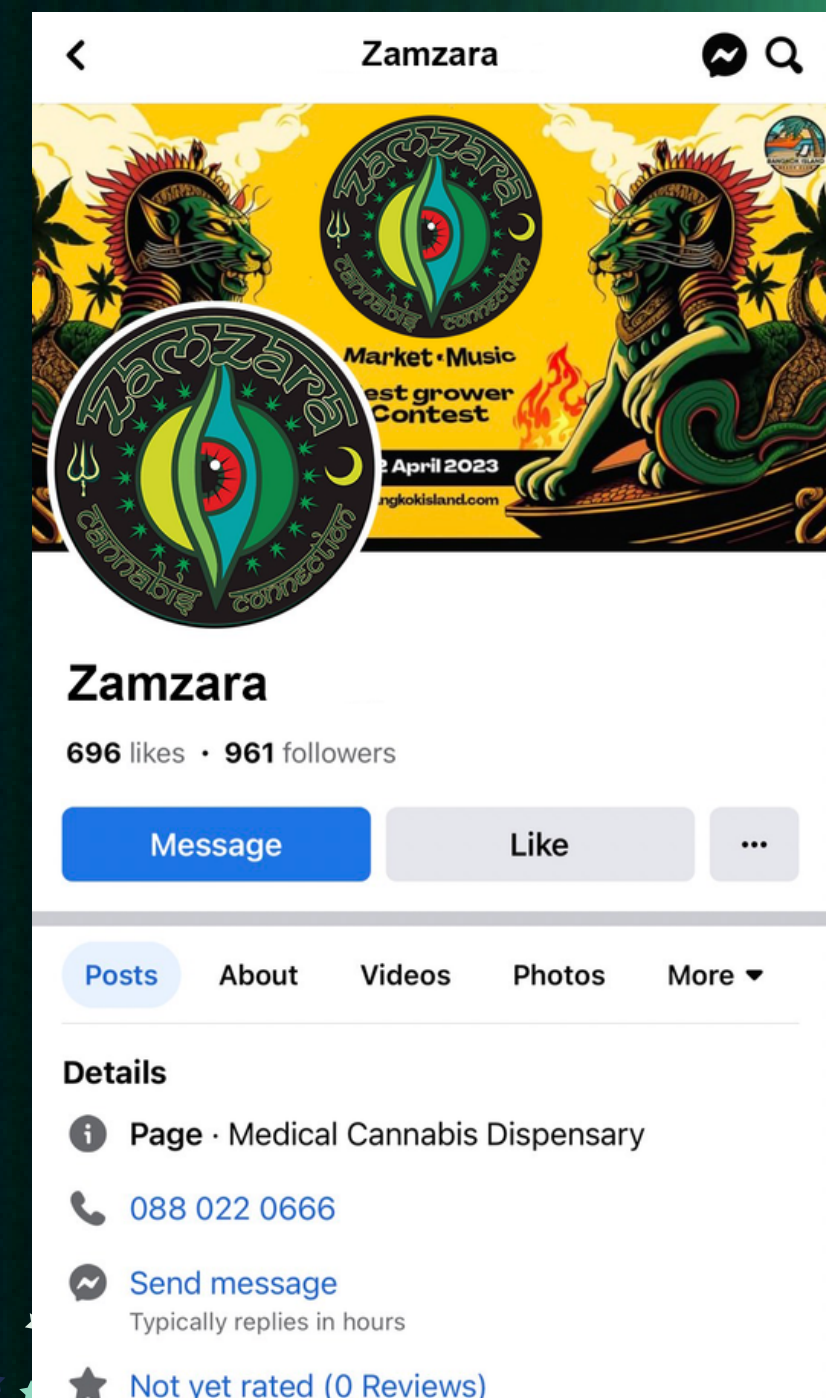 Zamzara
Zamzara
cannabis connection
BANGKOK ISLAND
Market • Music
est grower
Contest
2 April 2023
ngkokisland.com
Zamzara
cannabis connection
Zamzara
696 likes · 961 followers
Message
Like
Posts
About
Videos
Photos
More
Details
Page · Medical Cannabis Dispensary
088 022 0666
Send message
Typically replies in hours
Not yet rated (0 Reviews)